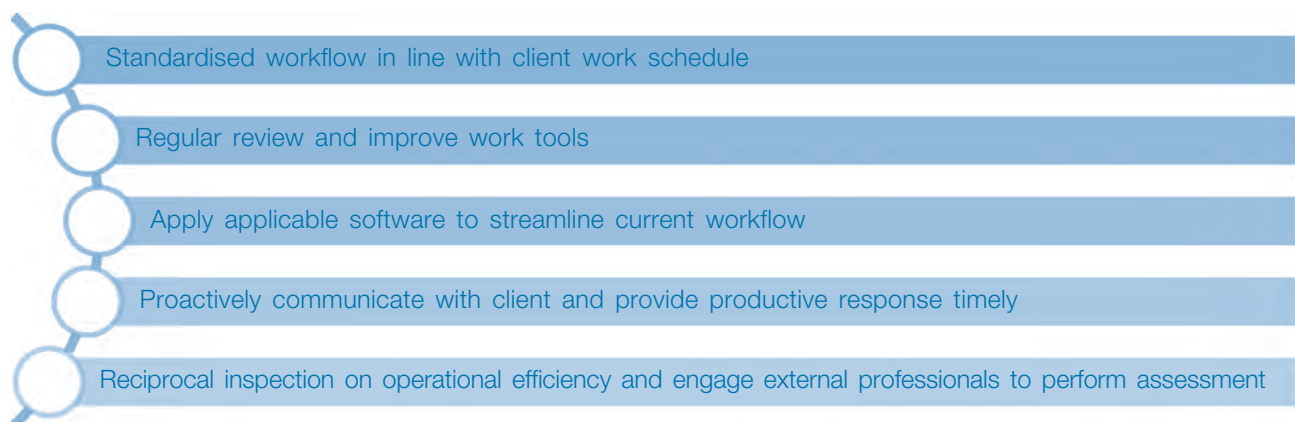 Standardised workflow in line with client work schedule
Regular review and improve work tools
Apply applicable software to streamline current workflow
Proactively communicate with client and provide productive response timely
Reciprocal inspection on operational efficiency and engage external professionals to perform assessment